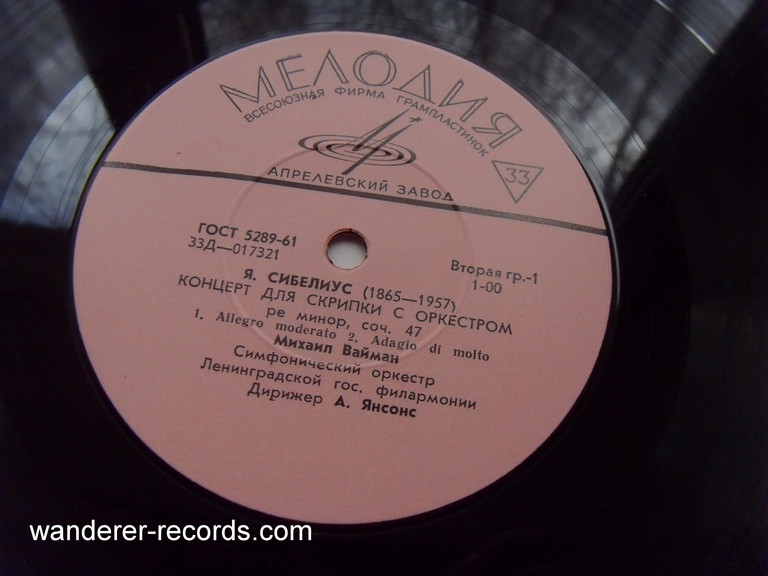 МЕЛОДИЯ
ВСЕСОЮЗНАЯ ФИРМА ГРАМПЛАСТИНОК
33
АПРЕЛЕВСКИЙ ЗАВОД
ГОСТ 5289-61
33Д—017321
Вторая гр.-1
1-00
Я. СИБЕЛИУС (1865—1957)
КОНЦЕРТ ДЛЯ СКРИПКИ С ОРКЕСТРОМ
ре минор, соч. 47
1. Allegro moderato 2. Adagio di molto
Михаил Вайман
Симфонический оркестр
Ленинградской гос. филармонии
Дирижер А. Янсонс
wanderer-records.com